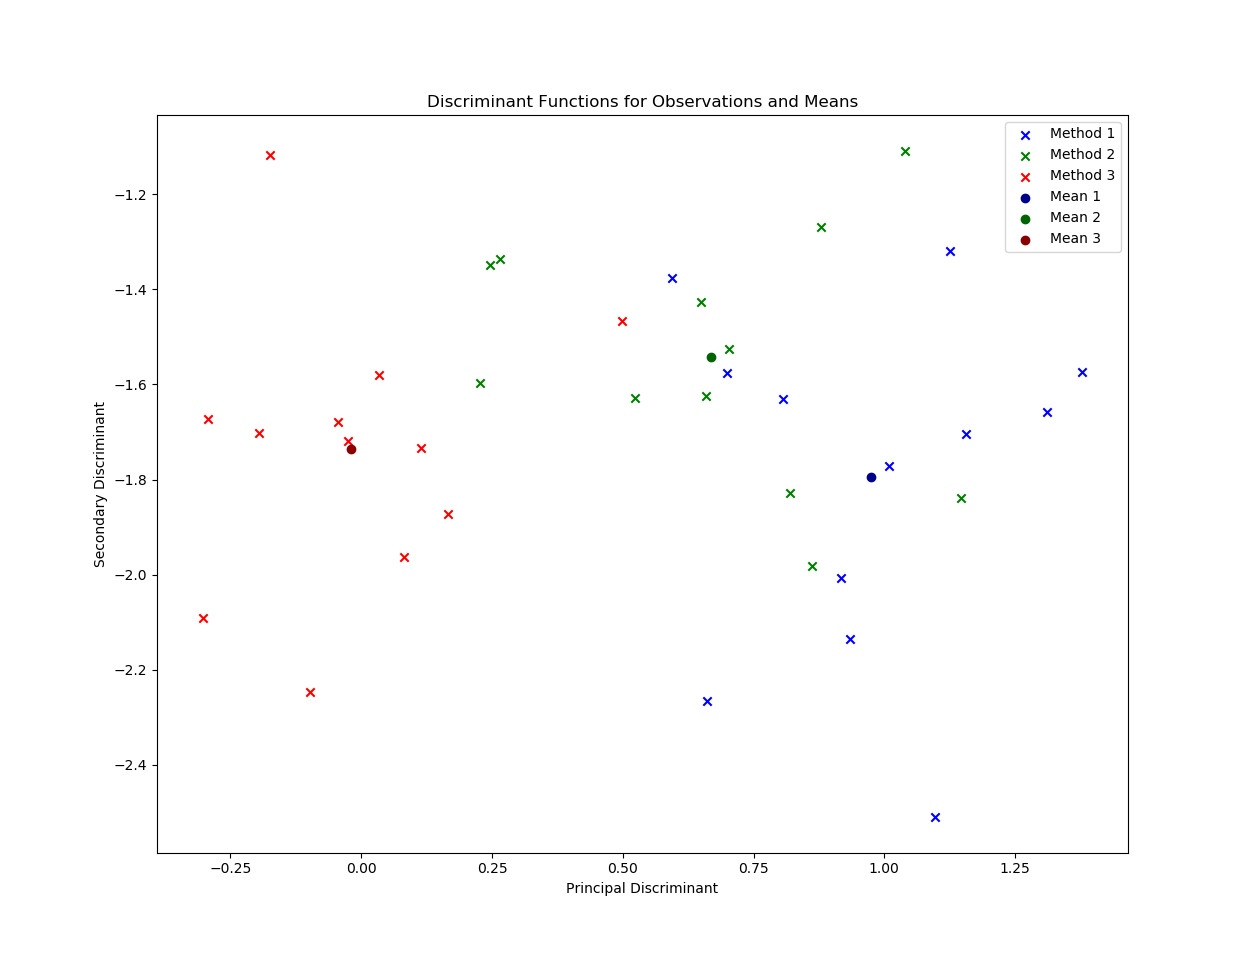 Discriminant Functions for Observations and Means
Method 1
Method 2
Method 3
Mean 1
Mean 2
Mean 3
Secondary Discriminant
−1.2
−1.4
−1.6
−1.8
−2.0
−2.2
−2.4
−0.25 0.00 0.25 0.50 0.75 1.00 1.25
Principal Discriminant